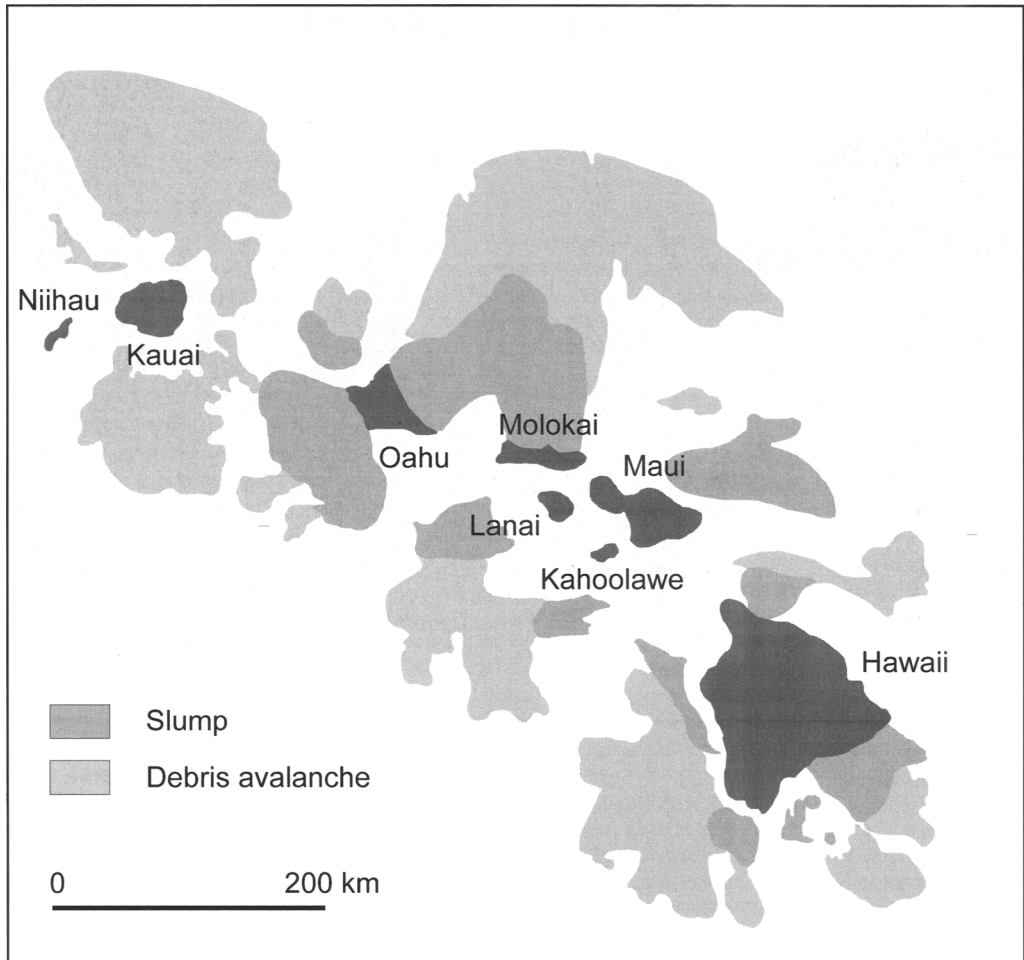 Niihau
Kauai
Oahu
Molokai
Maui
Lanai
Kahoolawe
Hawaii
Slump
Debris avalanche
0 200 km